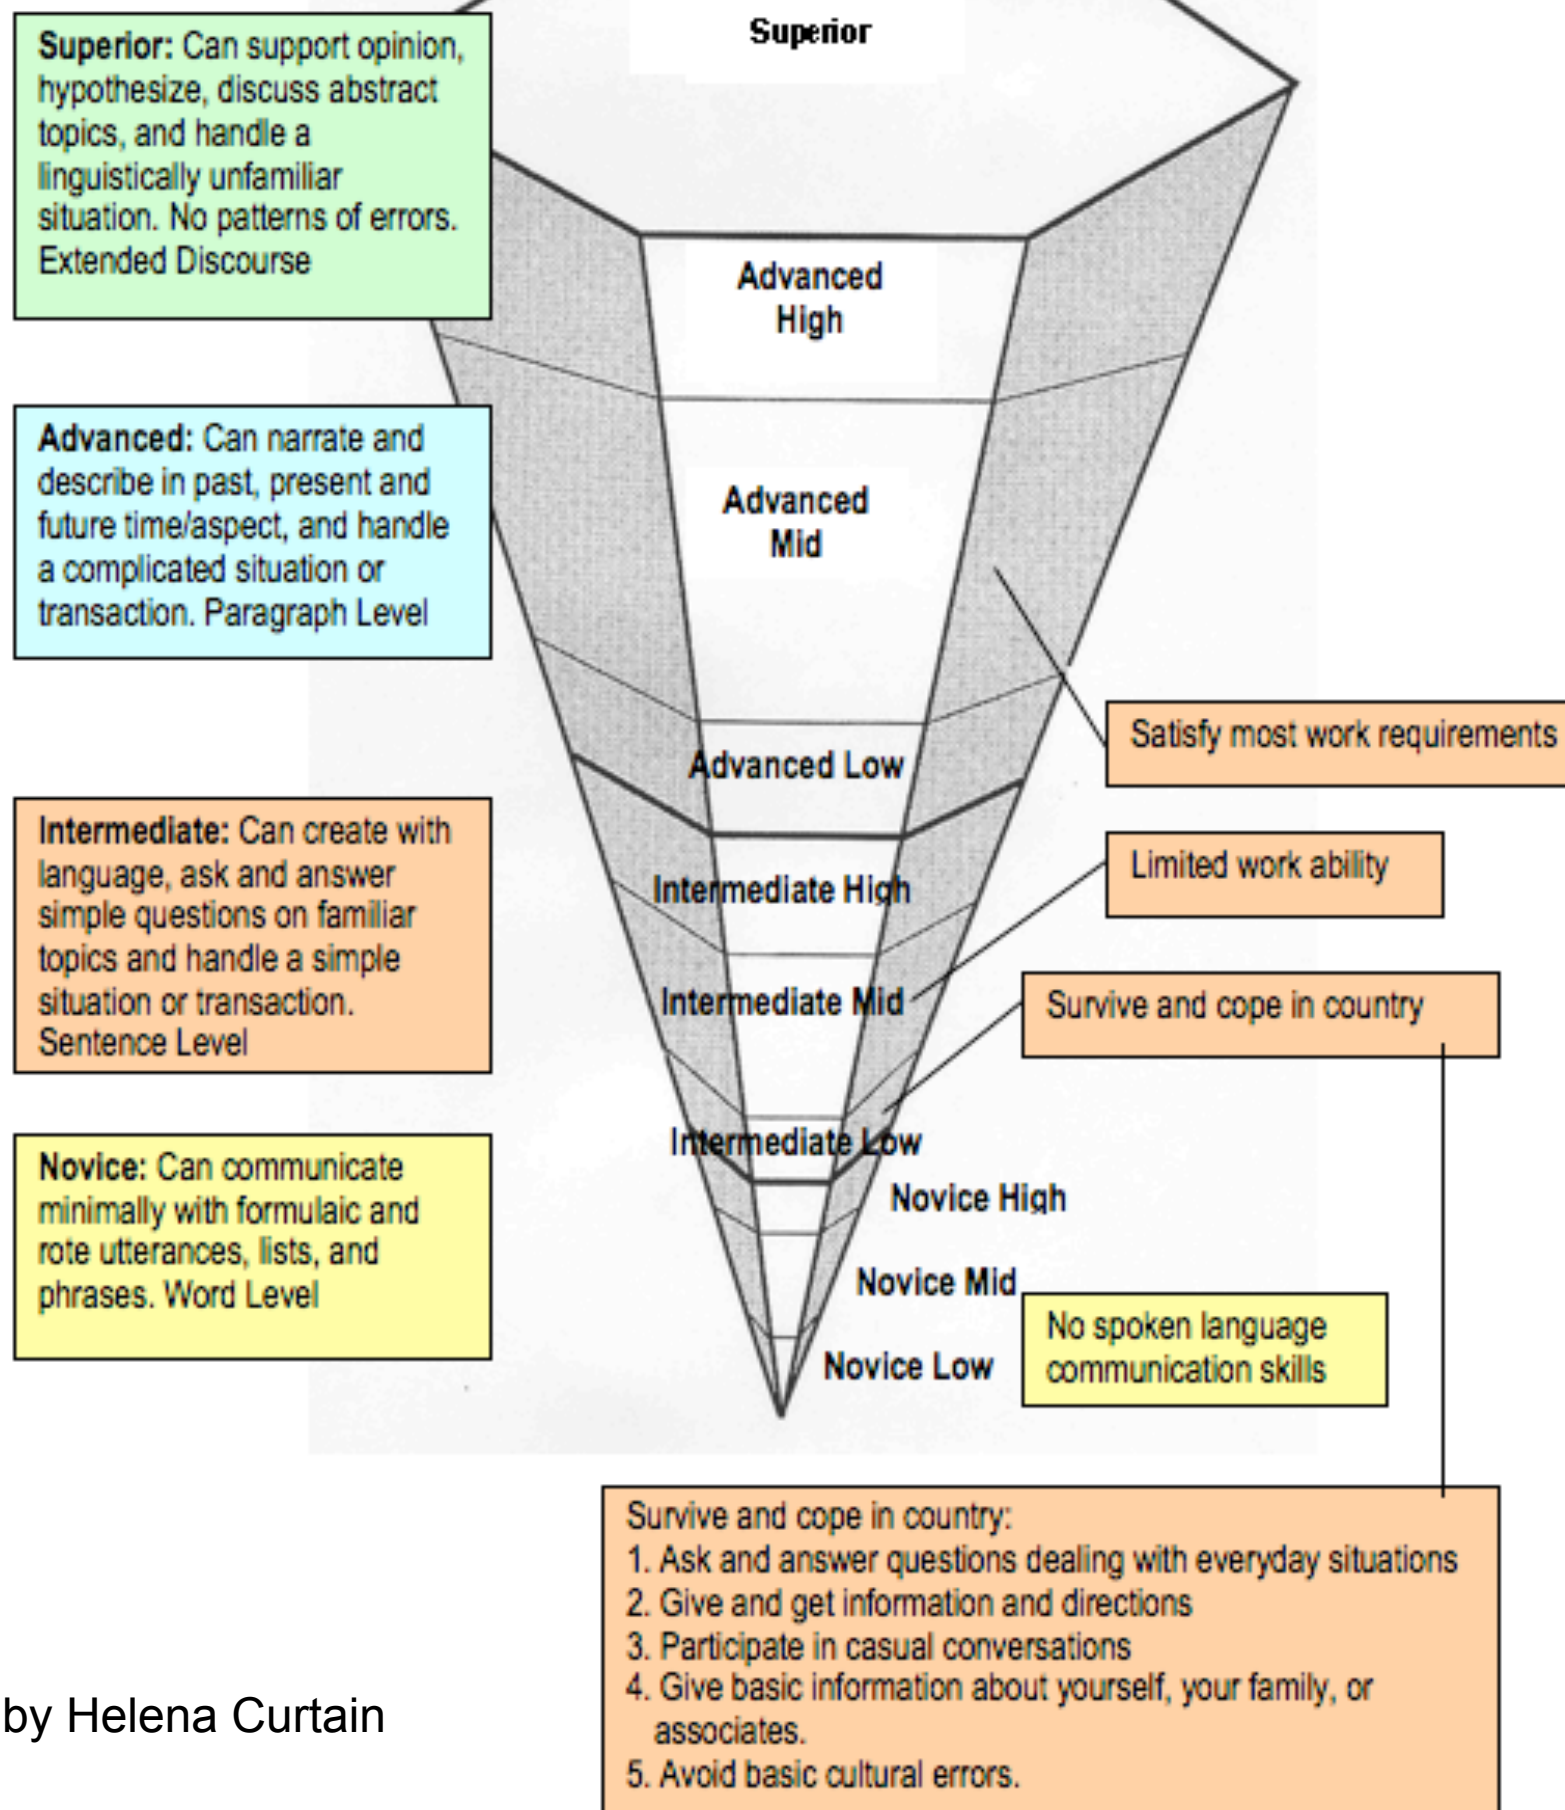 Superior
Superior: Can support opinion,
hypothesize, discuss abstract
topics, and handle a
linguistically unfamiliar
situation. No patterns of errors.
Extended Discourse
Advanced
High
Advanced: Can narrate and
describe in past, present and
future time/aspect, and handle
a complicated situation or
transaction. Paragraph Level
Advanced
Mid
Satisfy most work requirements
Advanced Low
Intermediate: Can create with
language, ask and answer
simple questions on familiar
topics and handle a simple
situation or transaction.
Sentence Level
Intermediate High
Limited work ability
Intermediate Mid
Survive and cope in country
Intermediate Low
Novice: Can communicate
minimally with formulaic and
rote utterances, lists, and
phrases. Word Level
Novice High
Novice Mid
Novice Low
No spoken language
communication skills
Survive and cope in country:
1. Ask and answer questions dealing with everyday situations
2. Give and get information and directions
3. Participate in casual conversations
4. Give basic information about yourself, your family, or
associates.
5. Avoid basic cultural errors.
by Helena Curtain